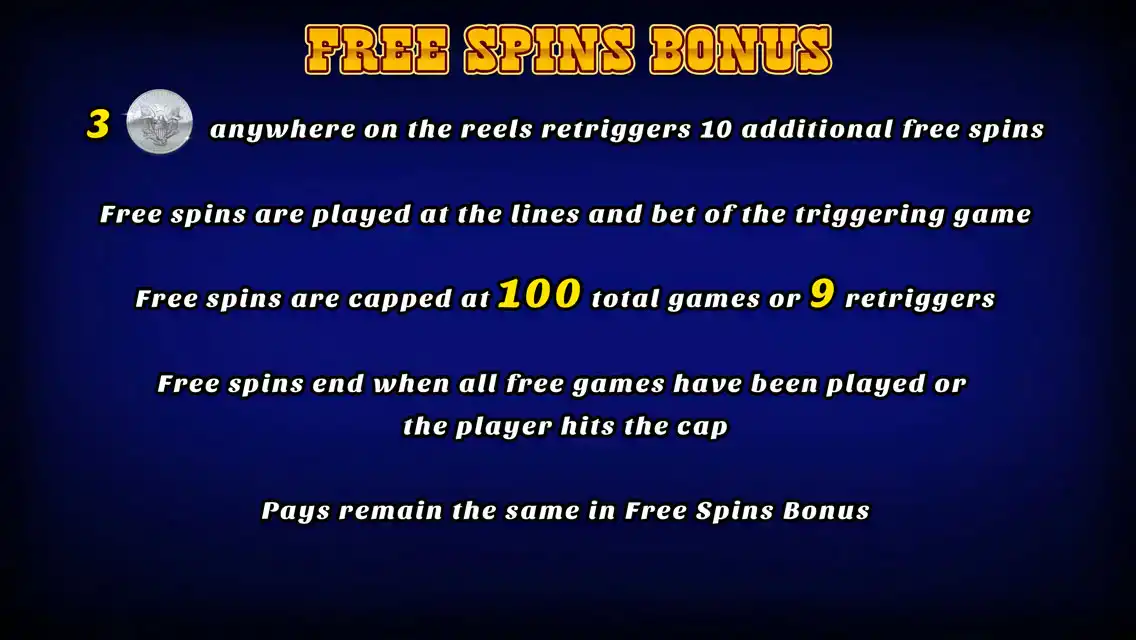 FREE SPINS BONUS
3 anywhere on the reels retriggers 10 additional free spins
Free spins are played at the lines and bet of the triggering game
Free spins are capped at 100 total games or 9 retriggers
Free spins end when all free games have been played or
the player hits the cap
Pays remain the same in Free Spins Bonus